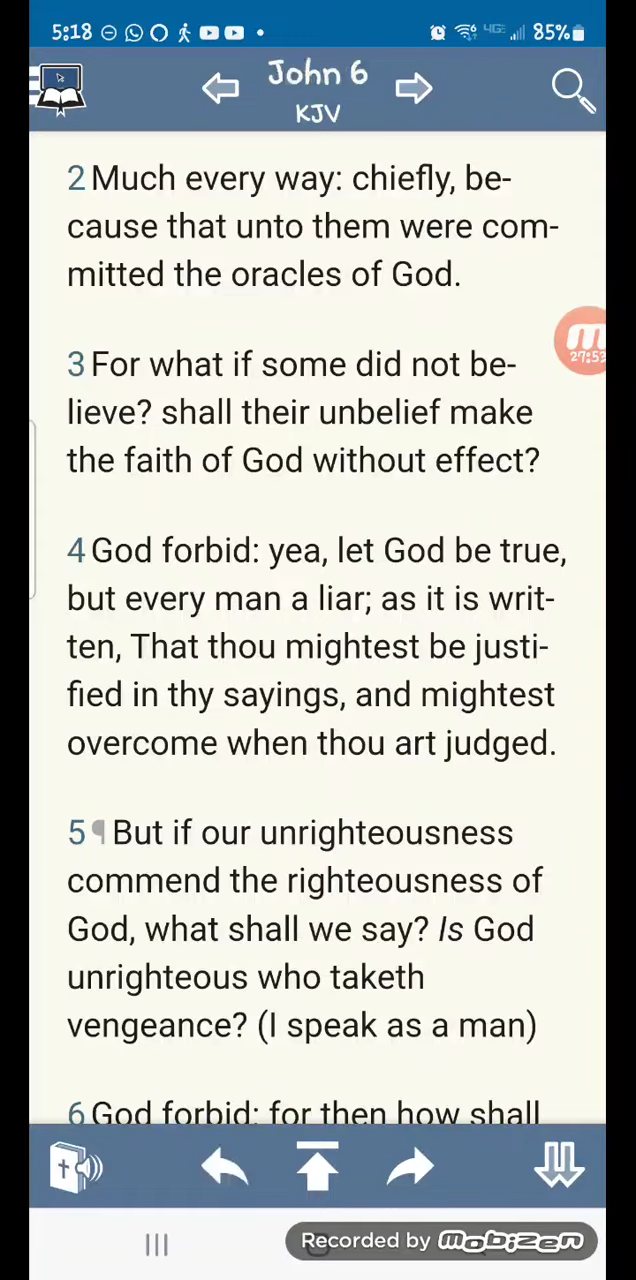 5:18 4G 85%
John 6
KJV
2 Much every way: chiefly, be-
cause that unto them were com-
mitted the oracles of God.
27:53
3 For what if some did not be-
lieve? shall their unbelief make
the faith of God without effect?
4 God forbid: yea, let God be true,
but every man a liar; as it is writ-
ten, That thou mightest be justi-
fied in thy sayings, and mightest
overcome when thou art judged.
5 ¶ But if our unrighteousness
commend the righteousness of
God, what shall we say? Is God
unrighteous who taketh
vengeance? (I speak as a man)
6 God forbid: for then how shall
Recorded by mobizen